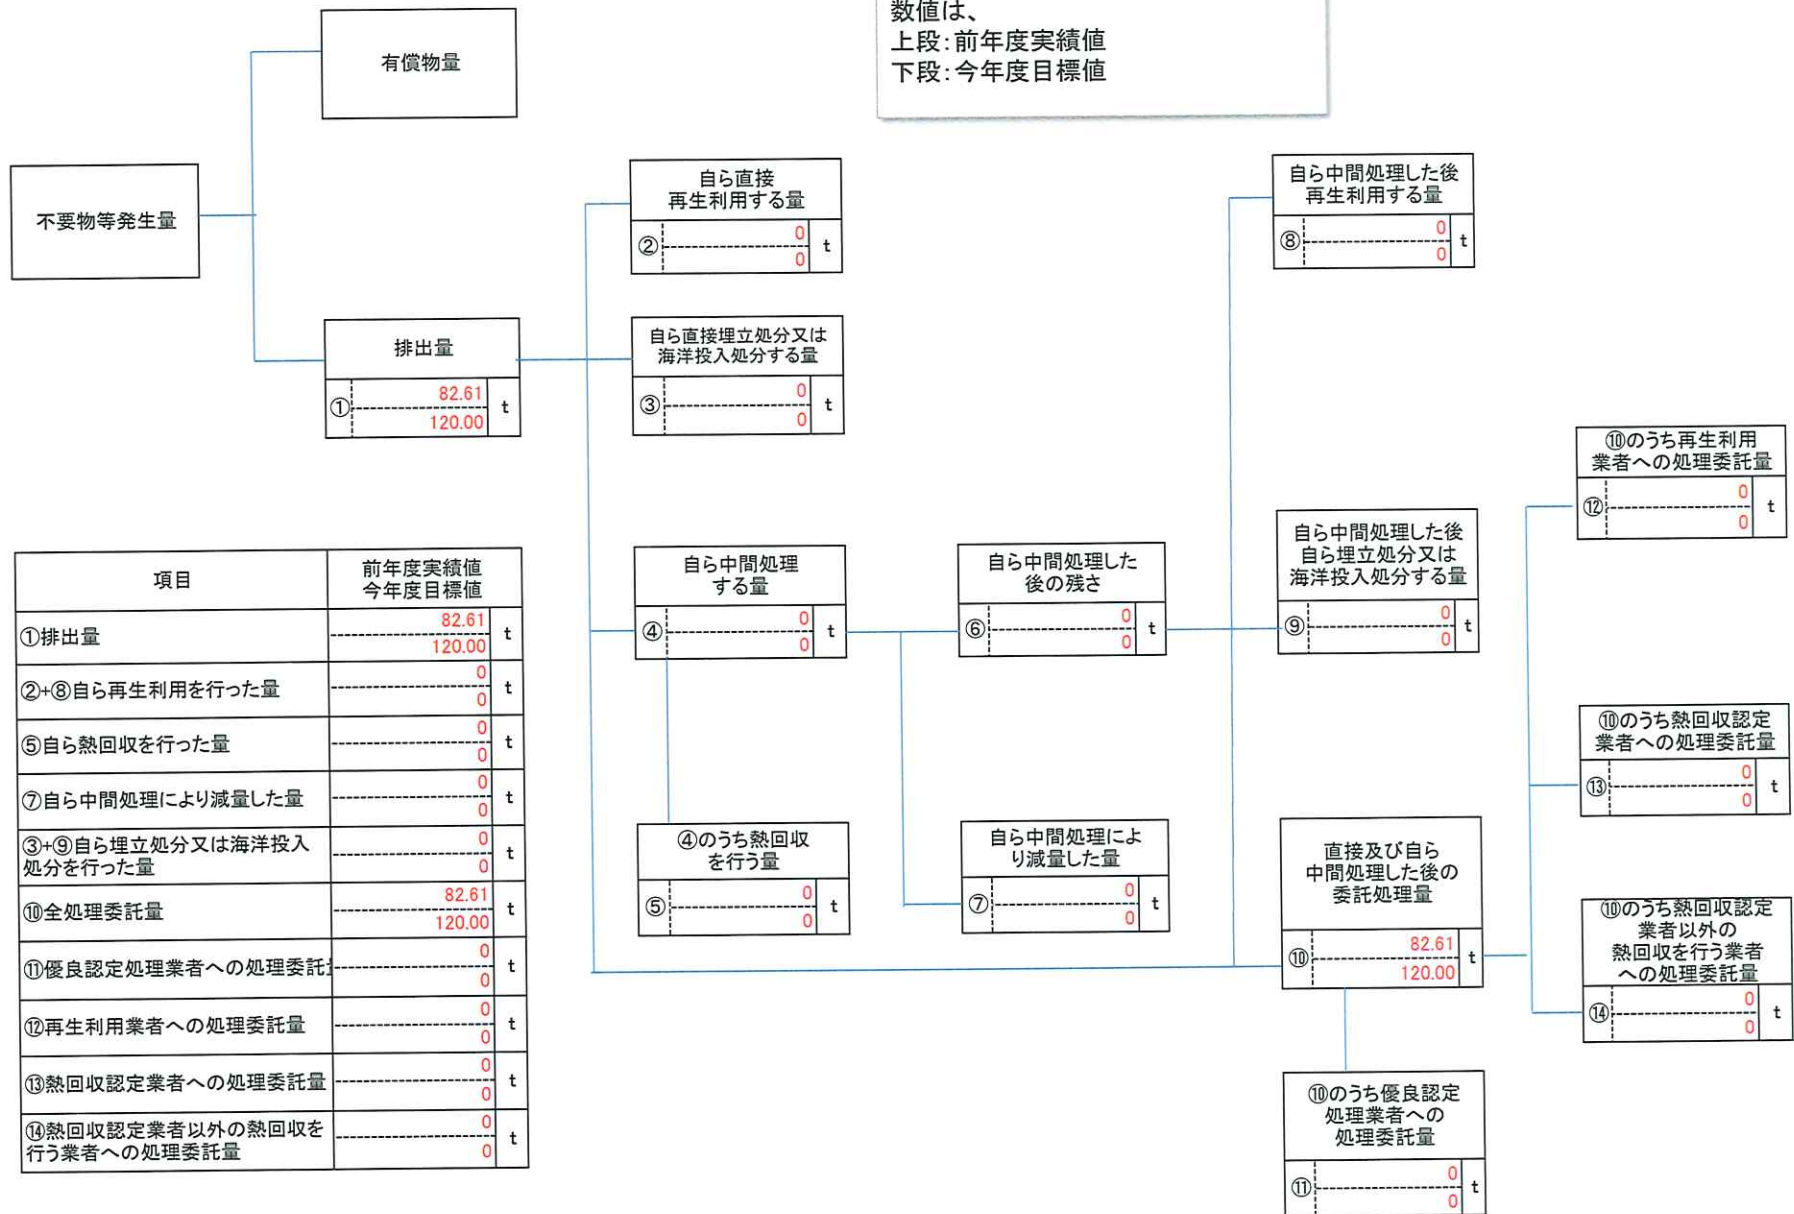 数値は、
上段:前年度実績値
下段:今年度目標値
有償物量
不要物等発生量
排出量
① 82.61 t
120.00
自ら直接
再生利用する量
② 0 t
0
自ら直接埋立処分又は
海洋投入処分する量
③ 0 t
0
自ら中間処理
する量
④ 0 t
0
④のうち熱回収
を行う量
⑤ 0 t
0
自ら中間処理した
後の残さ
⑥ 0 t
0
自ら中間処理によ
り減量した量
⑦ 0 t
0
自ら中間処理した後
再生利用する量
⑧ 0 t
0
自ら中間処理した後
自ら埋立処分又は
海洋投入処分する量
⑨ 0 t
0
直接及び自ら
中間処理した後の
委託処理量
⑩ 82.61 t
120.00
⑩のうち優良認定
処理業者への
処理委託量
⑪ 0 t
0
⑩のうち再生利用
業者への処理委託量
⑫ 0 t
0
⑩のうち熱回収認定
業者への処理委託量
⑬ 0 t
0
⑩のうち熱回収認定
業者以外の
熱回収を行う業者
への処理委託量
⑭ 0 t
0
項目
前年度実績値
今年度目標値
①排出量
82.61 t
120.00
②+⑧自ら再生利用を行った量
0 t
0
⑤自ら熱回収を行った量
0 t
0
⑦自ら中間処理により減量した量
0 t
0
③+⑨自ら埋立処分又は海洋投入
処分を行った量
0 t
0
⑩全処理委託量
82.61 t
120.00
⑪優良認定処理業者への処理委託
0 t
0
⑫再生利用業者への処理委託量
0 t
0
⑬熱回収認定業者への処理委託量
0 t
0
⑭熱回収認定業者以外の熱回収を
行う業者への処理委託量
0 t
0